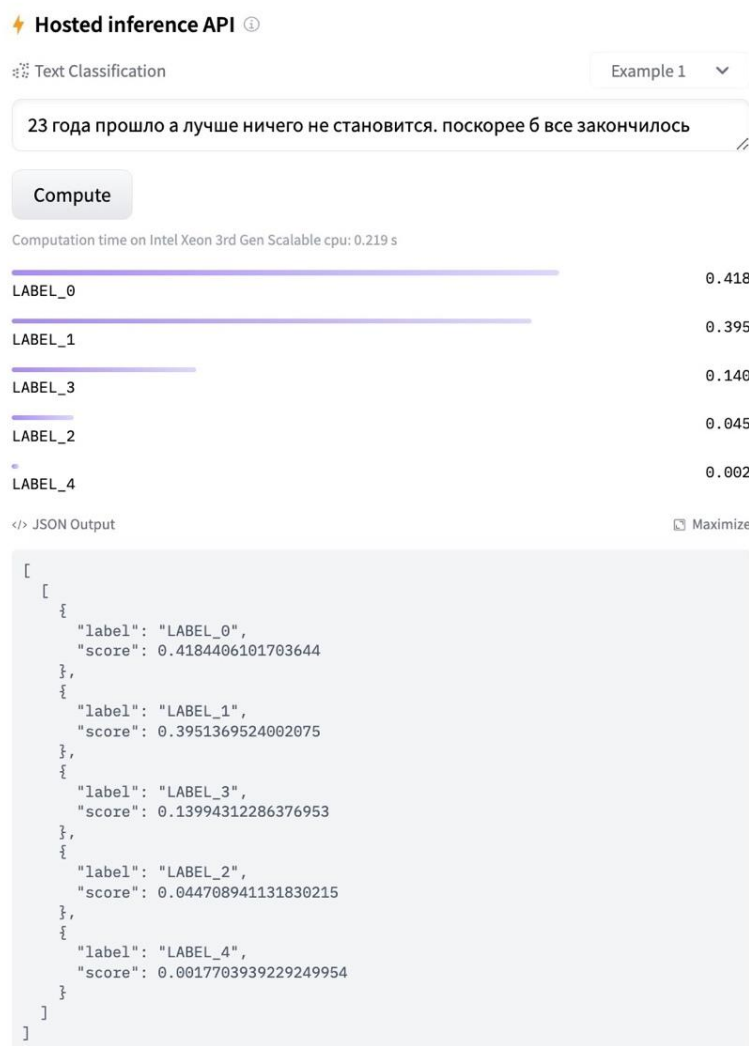 Hosted inference API
Text Classification
Example 1
23 года прошло а лучше ничего не становится. поскорее б все закончилось
Compute
Computation time on Intel Xeon 3rd Gen Scalable cpu: 0.219 s
0.418
LABEL_0
0.395
LABEL_1
0.140
LABEL_3
0.045
LABEL_2
0.002
LABEL_4
</> JSON Output
Maximize
[
[
{
"label": "LABEL_0",
"score": 0.4184406101703644
},
{
"label": "LABEL_1",
"score": 0.3951369524002075
},
{
"label": "LABEL_3",
"score": 0.13994312286376953
},
{
"label": "LABEL_2",
"score": 0.044708941131830215
},
{
"label": "LABEL_4",
"score": 0.0017703939229249954
}
]
]